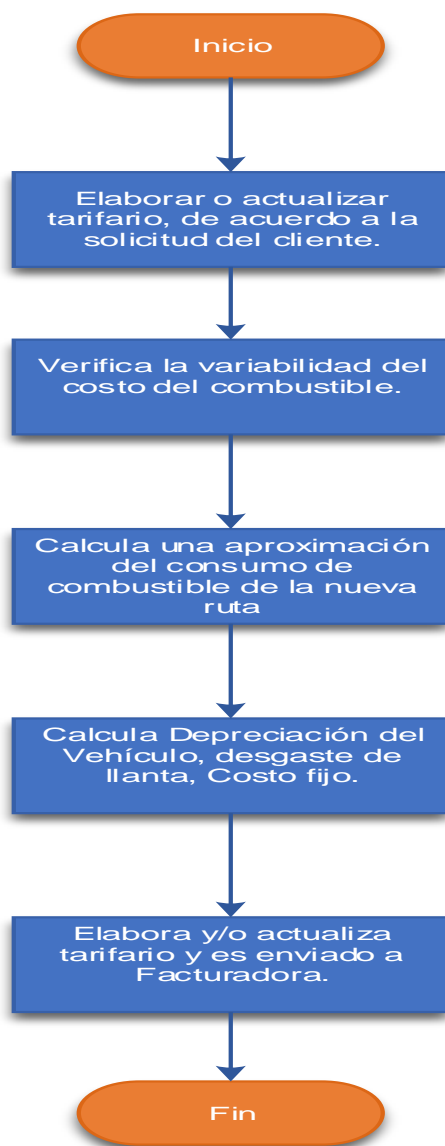 Inicio
Elaborar o actualizar
tarifario, de acuerdo a la
solicitud del cliente.
Verifica la variabilidad del
costo del combustible.
Calcula una aproximación
del consumo de
combustible de la nueva
ruta
Calcula Depreciación del
Vehículo, desgaste de
llanta, Costo fijo.
Elabora y/o actualiza
tarifario y es enviado a
Facturadora.
Fin